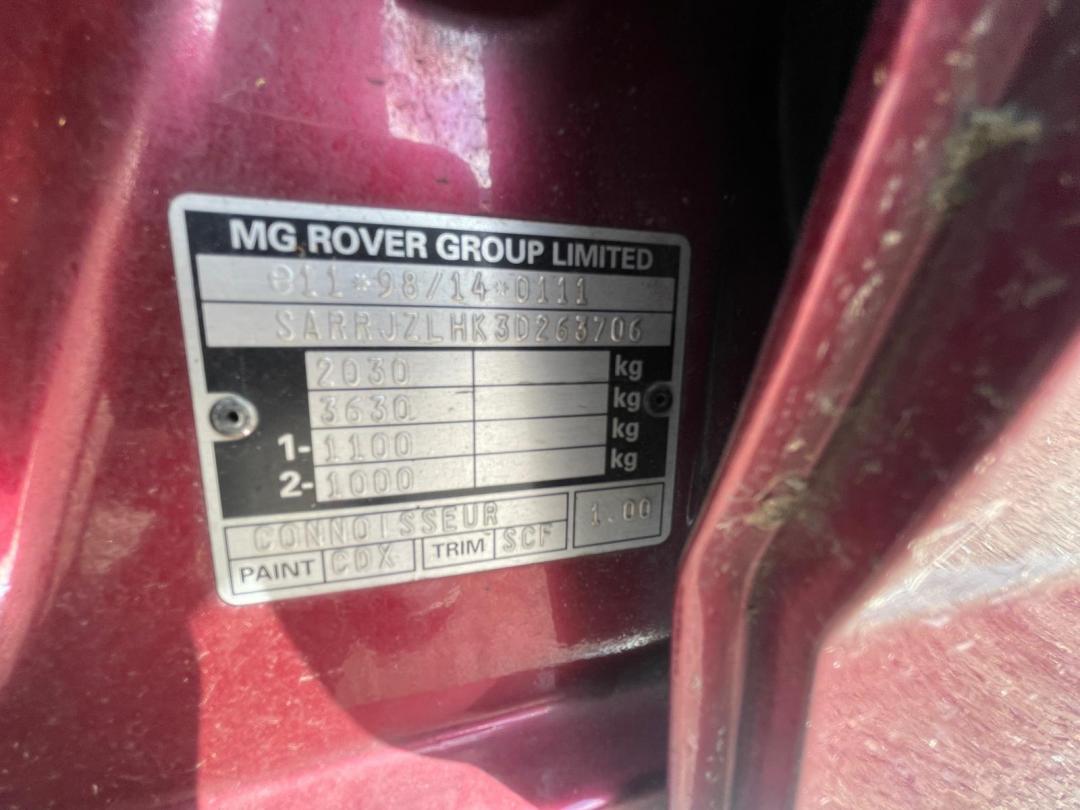 MG ROVER GROUP LIMITED
e11*98/14*0111
SARRJZLHK3D263706
2030 kg
3630 kg
1- 1100 kg
2- 1000 kg
CONNOISSEUR
1.00
PAINT CDX TRIM SCF